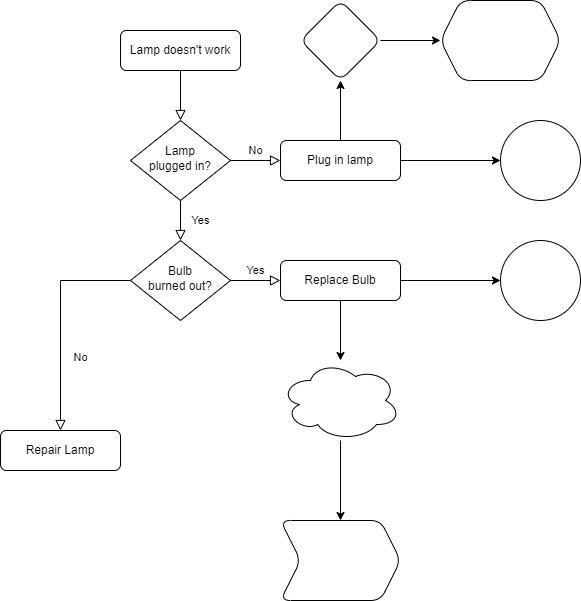 Lamp doesn't work
Lamp
plugged in?
No
Plug in lamp
Yes
Bulb
burned out?
Yes
Replace Bulb
No
Repair Lamp